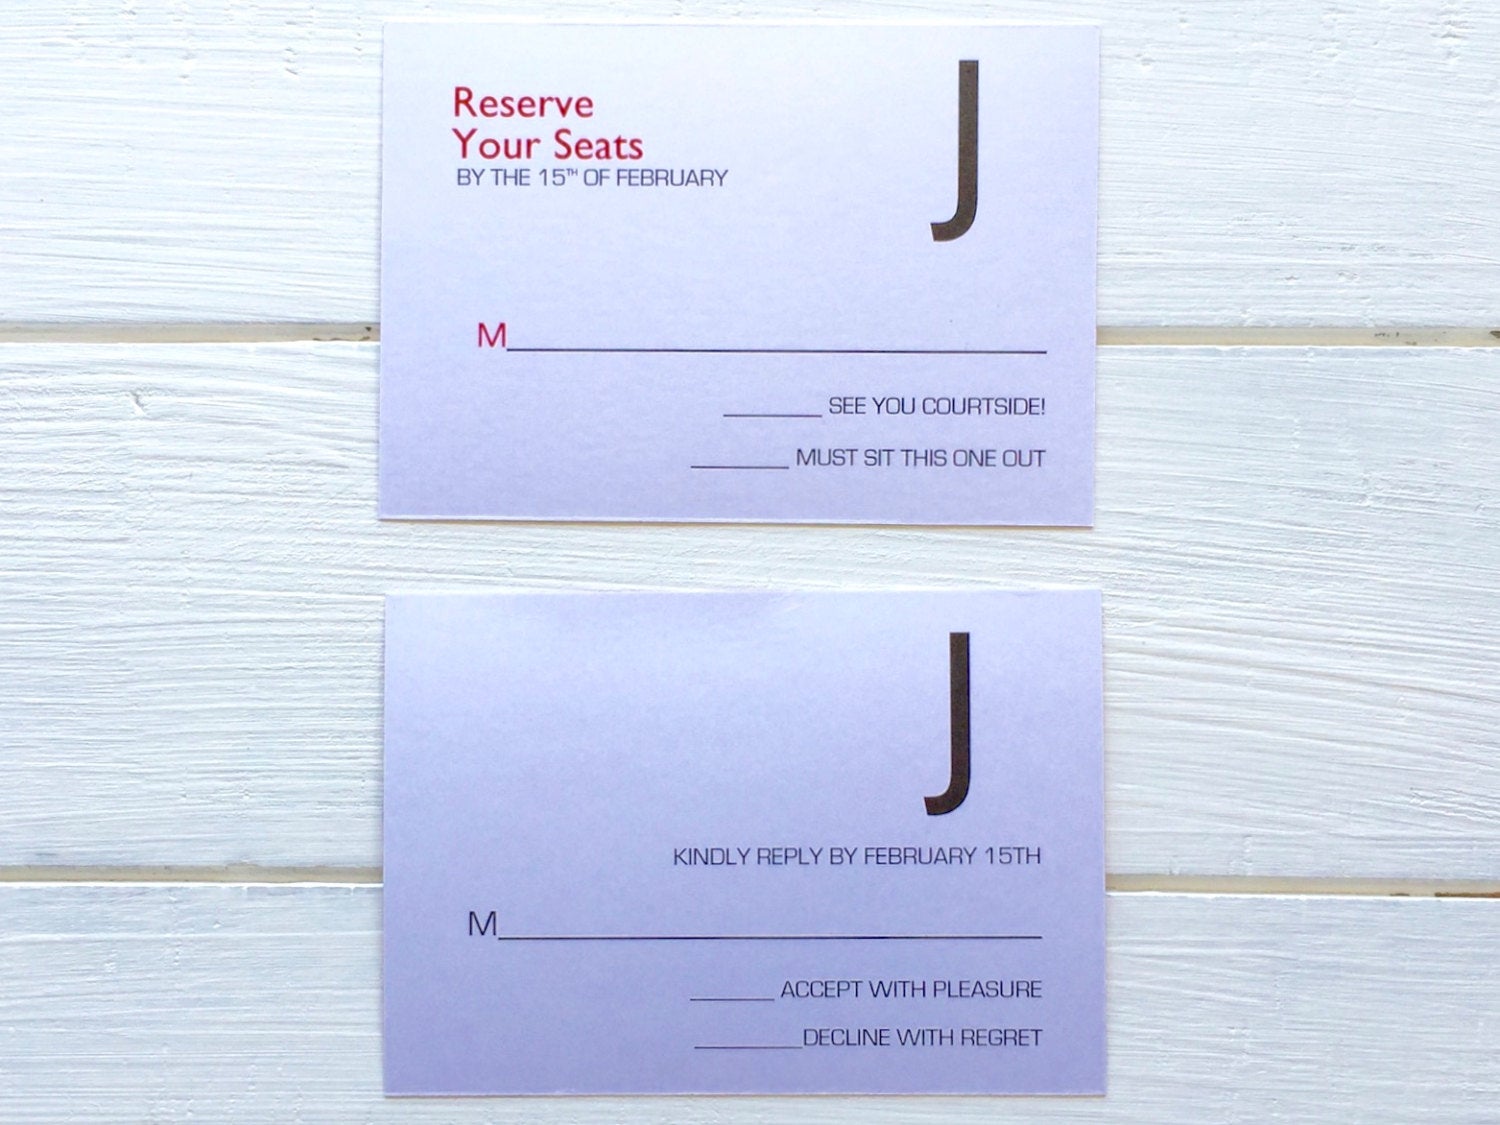 J
Reserve
Your Seats
BY THE 15TH OF FEBRUARY
M
SEE YOU COURTSIDE!
MUST SIT THIS ONE OUT
J
KINDLY REPLY BY FEBRUARY 15TH
M
ACCEPT WITH PLEASURE
DECLINE WITH REGRET